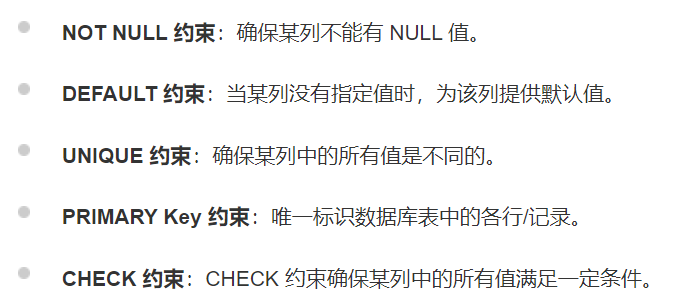 NOT NULL 约束：确保某列不能有 NULL 值。
DEFAULT 约束：当某列没有指定值时，为该列提供默认值。
UNIQUE 约束：确保某列中的所有值是不同的。
PRIMARY Key 约束：唯一标识数据库表中的各行/记录。
CHECK 约束：CHECK 约束确保某列中的所有值满足一定条件。